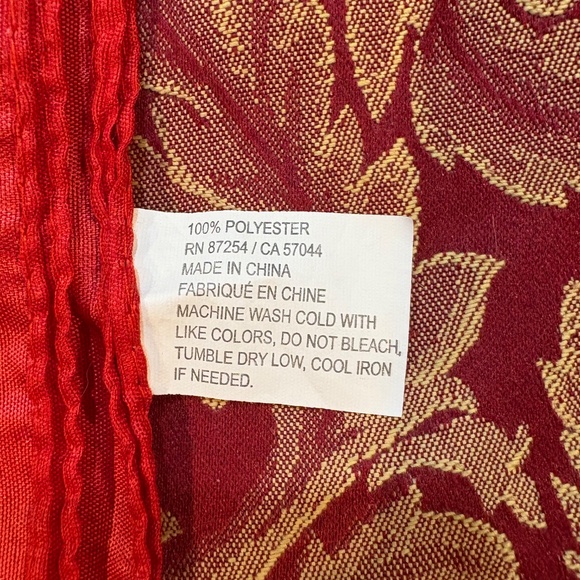 100% POLYESTER
RN 87254 / CA 57044
MADE IN CHINA
FABRIQUÉ EN CHINE
MACHINE WASH COLD WITH
LIKE COLORS, DO NOT BLEACH,
TUMBLE DRY LOW, COOL IRON
IF NEEDED.